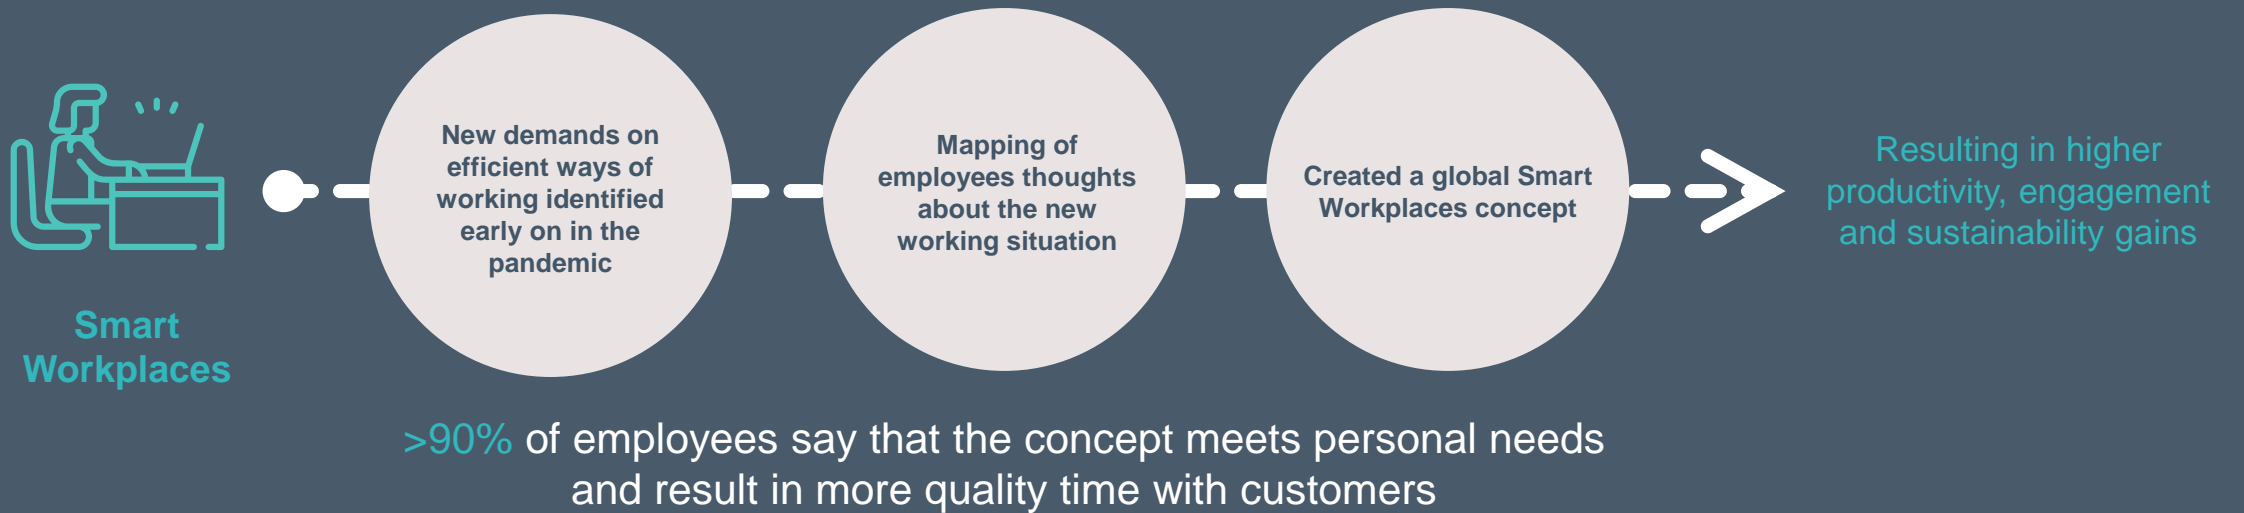 Smart
Workplaces
New demands on
efficient ways of
working identified
early on in the
pandemic
Mapping of
employees thoughts
about the new
working situation
Created a global Smart
Workplaces concept
Resulting in higher
productivity, engagement
and sustainability gains
>90% of employees say that the concept meets personal needs
and result in more quality time with customers